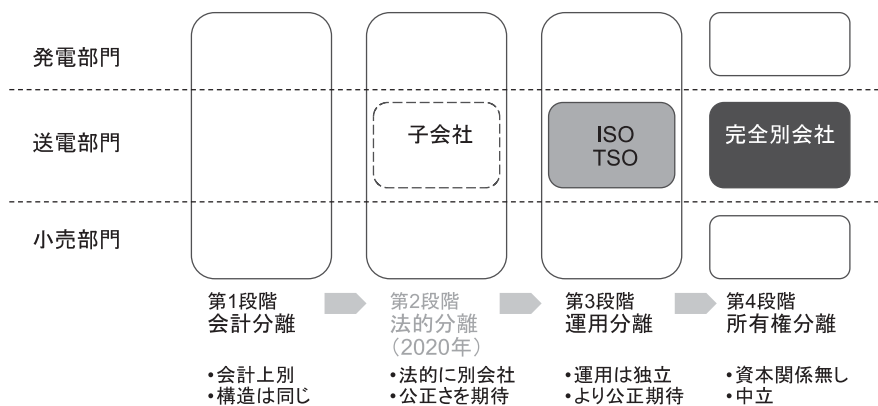 発電部門
送電部門
子会社
ISO
TSO
完全別会社
小売部門
第1段階
会計分離
第2段階
法的分離
（2020年）
第3段階
運用分離
第4段階
所有権分離
•会計上別
•構造は同じ
•法的に別会社
•公正さを期待
•運用は独立
•より公正期待
•資本関係無し
•中立